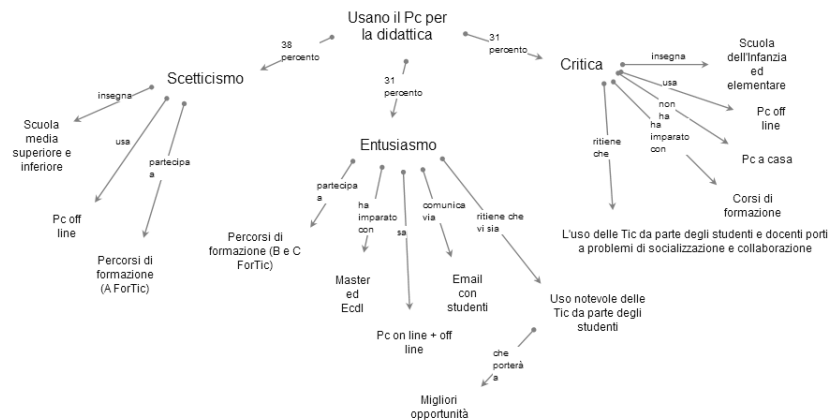 Usano il Pc per
la didattica
38
percento
31
percento
31
percento
Scetticismo
insegna
Scuola
media
superiore e
inferiore
usa
Pc off
line
partecipa
a
Percorsi di
formazione
(A ForTic)
Entusiasmo
partecipa
a
Percorsi di
formazione (B e C
ForTic)
ha
imparato
con
Master
ed
Ecdl
sa
Pc on line + off
line
comunica
via
Email
con
studenti
ritiene che
vi sia
Uso notevole delle
Tic da parte degli
studenti
che
porterà
a
Migliori
opportunità
Critica
insegna
Scuola
dell'Infanzia
ed
elementare
usa
Pc off
line
non
ha
Pc a casa
ha
imparato
con
Corsi di
formazione
ritiene
che
L'uso delle Tic da parte degli studenti e docenti porti
a problemi di socializzazione e collaborazione